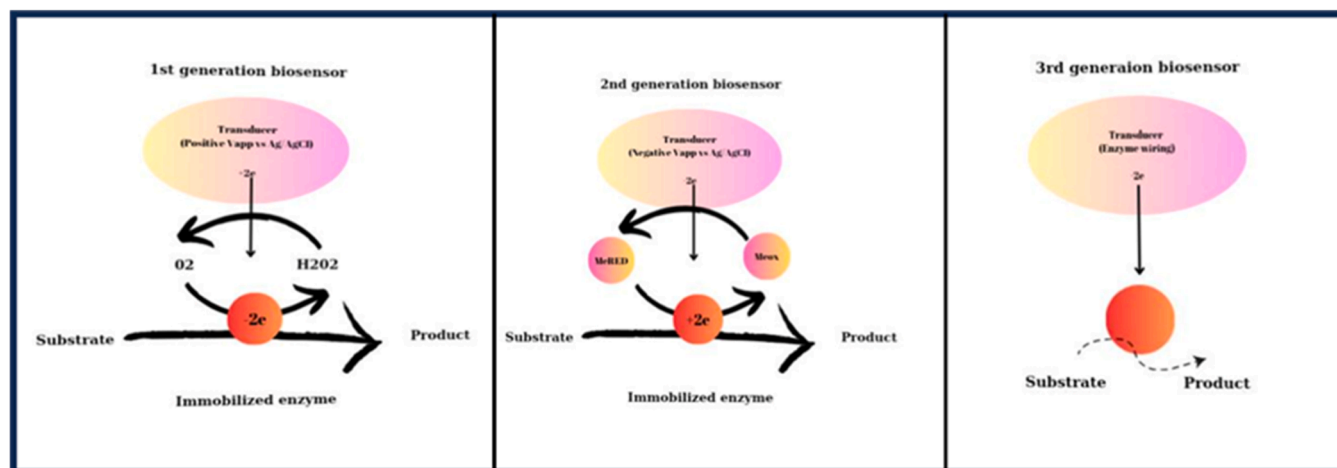 1st generation biosensor
Transducer
(Positive Vapp vs Ag/AgCl)
-2e
O2
H2O2
-2e
Substrate
Product
Immobilized enzyme
2nd generation biosensor
Transducer
(Negative Vapp vs Ag/AgCl)
2e
MeRED
Meox
+2e
Substrate
Product
Immobilized enzyme
3rd generaion biosensor
Transducer
(Enzyme wiring)
2e
Substrate
Product